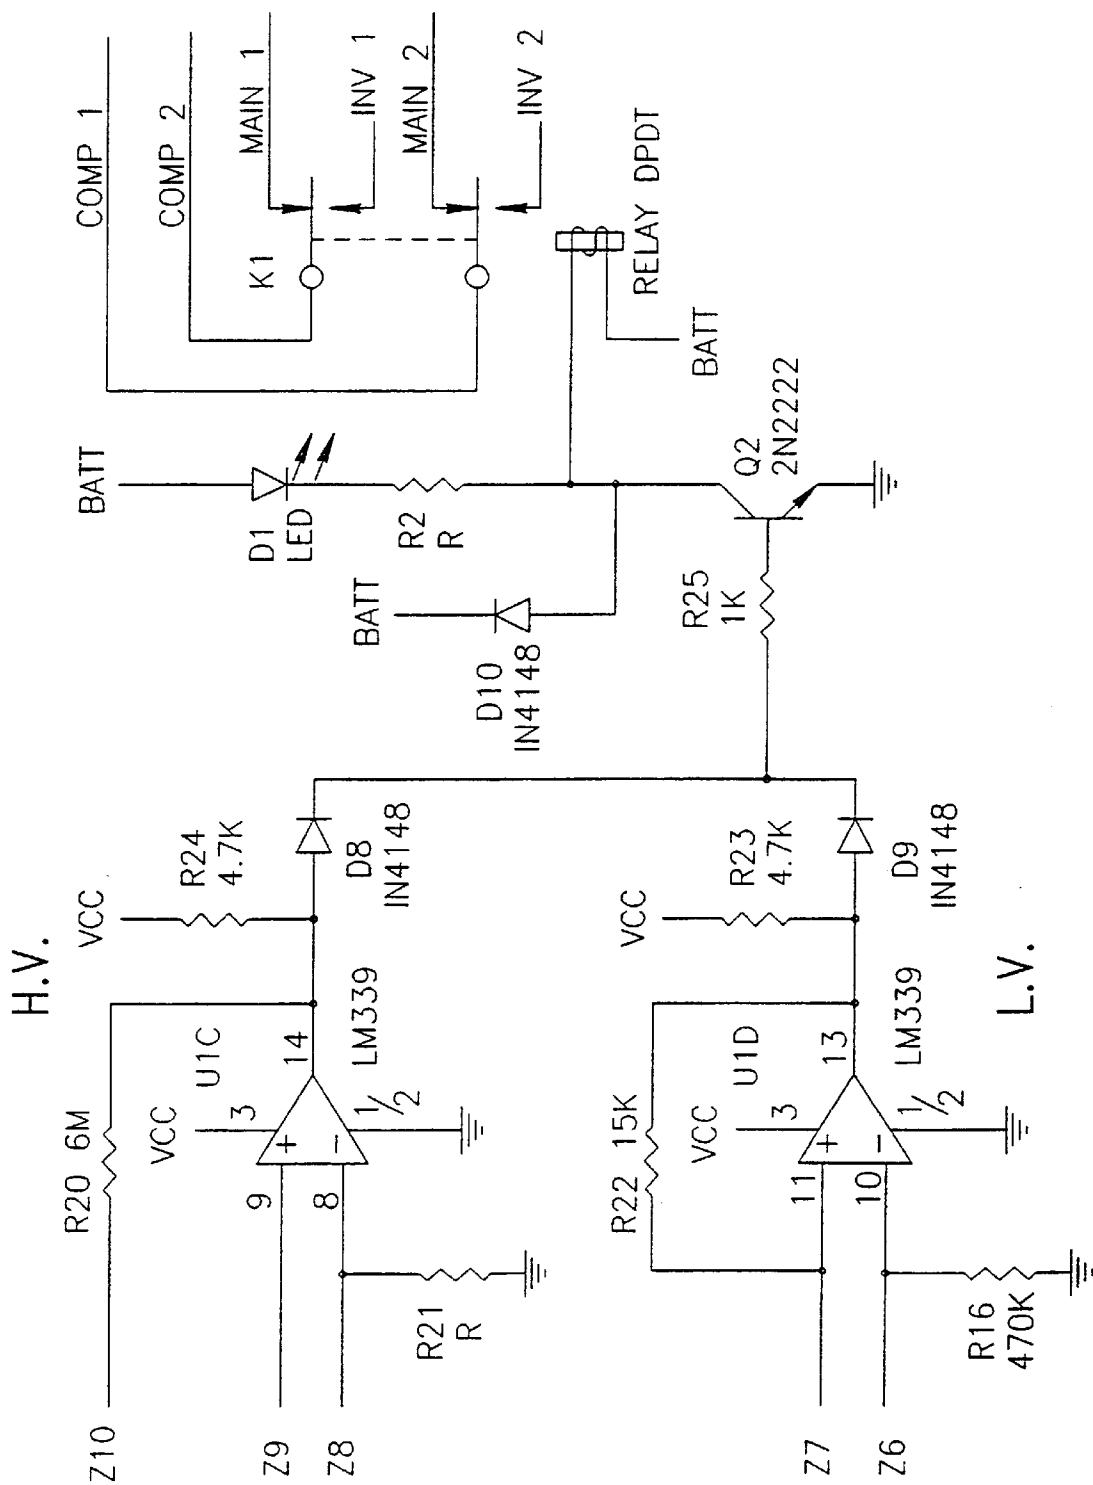 H.V.
Z10
R20 6M
Z9
Z8
9
8
R21
R
VCC
3
+
−
1/2
U1C
14
LM339
VCC
R24
4.7K
D8
IN4148
L.V.
Z7
Z6
R22 15K
11
10
R16
470K
VCC
3
+
−
1/2
U1D
13
LM339
VCC
R23
4.7K
D9
IN4148
BATT
D10
IN4148
R25
1K
BATT
D1
LED
R2
R
Q2
2N2222
BATT
RELAY DPDT
K1
COMP 1
COMP 2
MAIN 1
INV 1
MAIN 2
INV 2